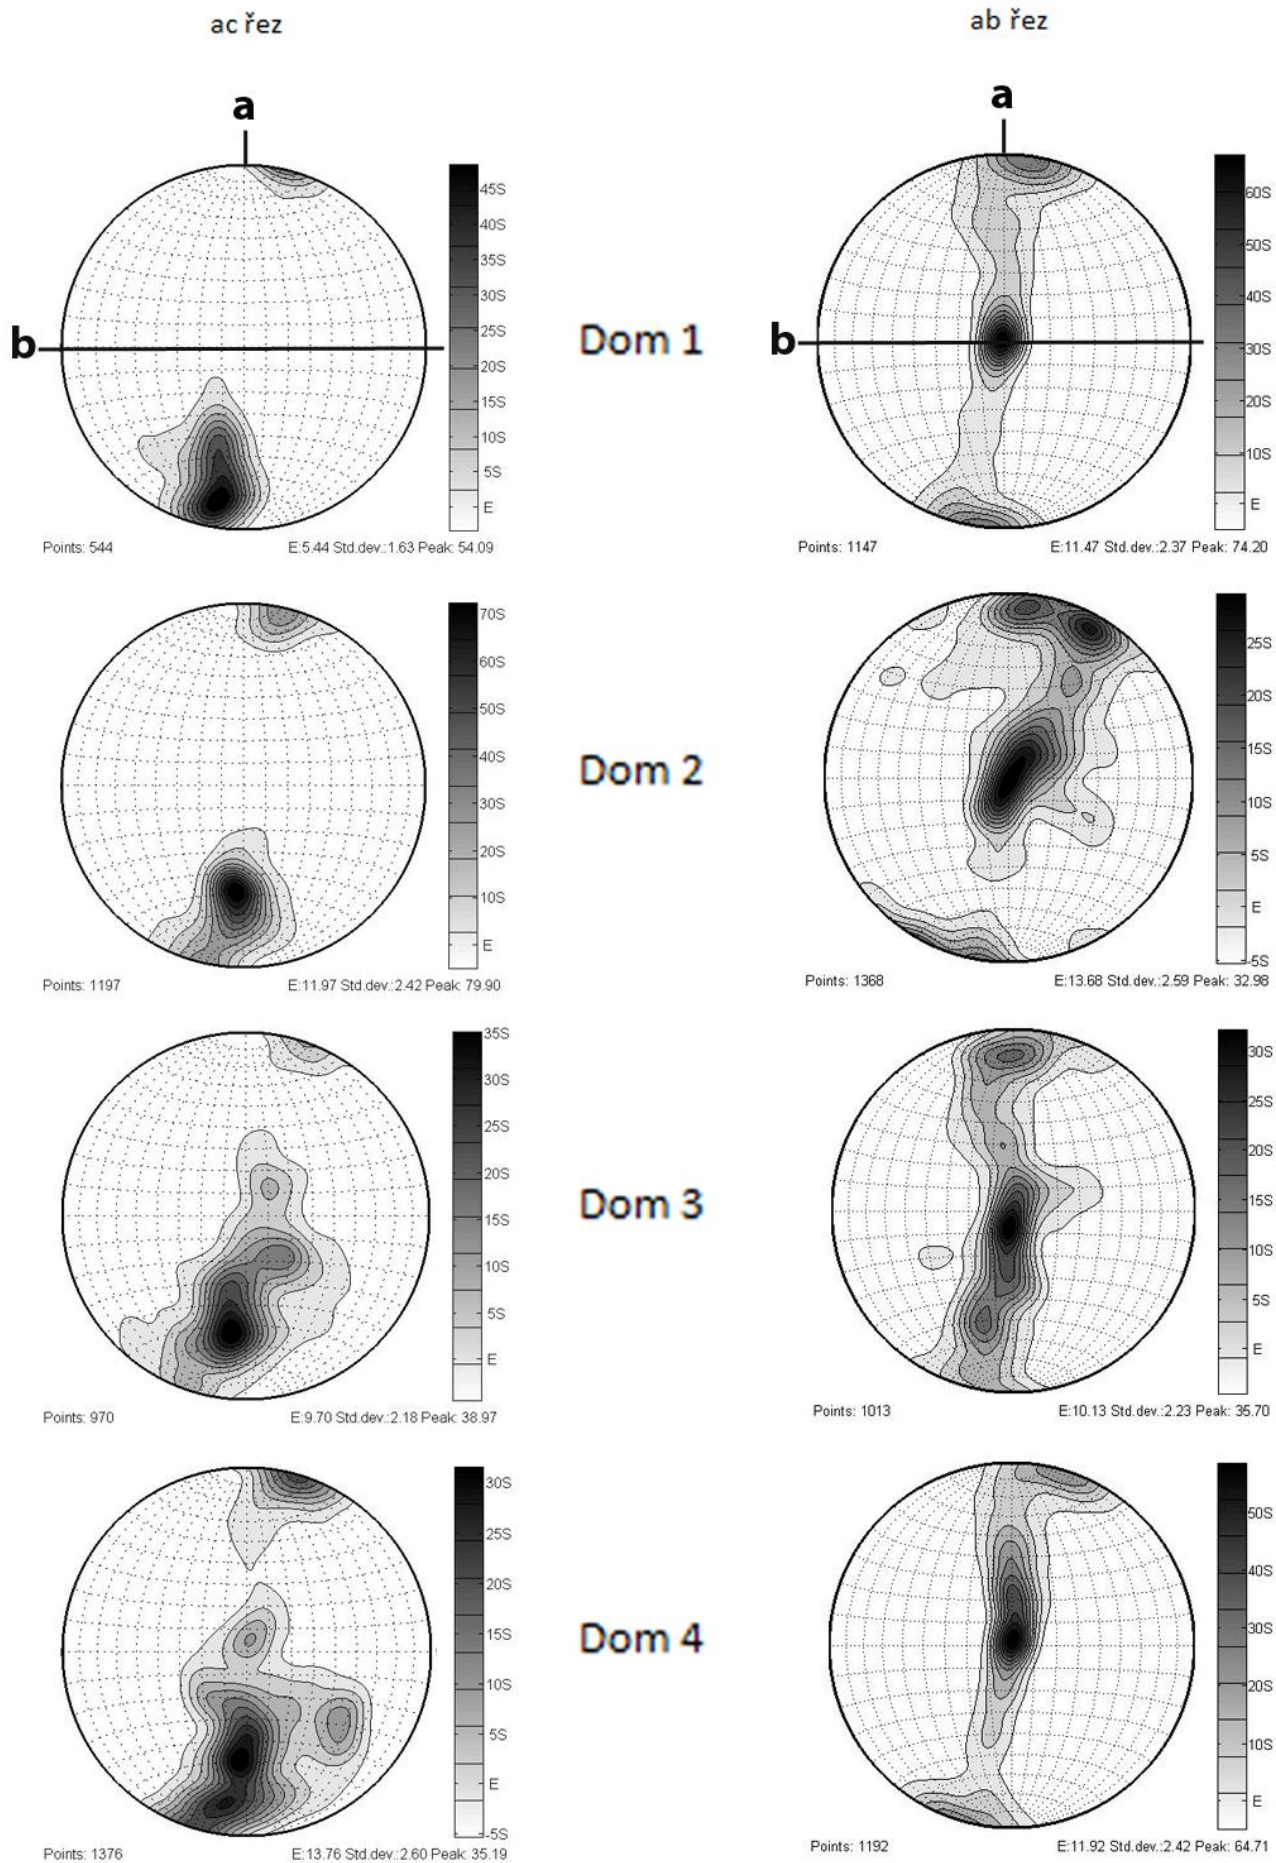 ac řez
ab řez
a
a
b
b
Dom 1
45S
40S
35S
30S
25S
20S
15S
10S
5S
E
60S
50S
40S
30S
20S
10S
E
Points: 544
E:5.44 Std.dev.:1.63 Peak: 54.09
Points: 1147
E:11.47 Std.dev.:2.37 Peak: 74.20
Dom 2
70S
60S
50S
40S
30S
20S
10S
E
25S
20S
15S
10S
5S
E
-5S
Points: 1197
E:11.97 Std.dev.:2.42 Peak: 79.90
Points: 1368
E:13.68 Std.dev.:2.59 Peak: 32.98
Dom 3
35S
30S
25S
20S
15S
10S
5S
E
30S
25S
20S
15S
10S
5S
E
Points: 970
E:9.70 Std.dev.:2.18 Peak: 38.97
Points: 1013
E:10.13 Std.dev.:2.23 Peak: 35.70
Dom 4
30S
25S
20S
15S
10S
5S
E
-5S
50S
40S
30S
20S
10S
E
Points: 1376
E:13.76 Std.dev.:2.60 Peak: 35.19
Points: 1192
E:11.92 Std.dev.:2.42 Peak: 64.71